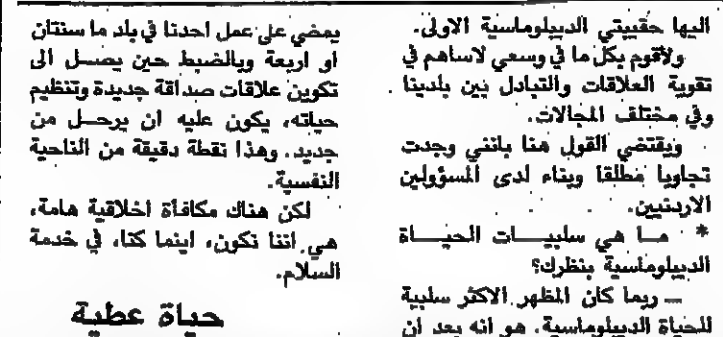 اليها حقيبتي الديبلوماسية الاولى.
ولأقوم بكل ما في وسعي لاساهم في
تقوية العلاقات والتبادل بين بلدينا
وفي مختلف المجالات.
ويقتضي القول هنا بانني وجدت
تجاوبا مطلقا وبناء لدى المسؤولين
الاردنيين.
* ما هي سلبيات الحياة
الديبلوماسية بنظرك؟
ــ ربما كان المظهر الاكثر سلبية
للحياة الديبلوماسية. هو انه بعد ان
يمضي على عمل احدنا في بلد ما سنتان
او اربعة وبالضبط حين يصل الى
تكوين علاقات صداقة جديدة وتنظيم
حياته، يكون عليه ان يرحل من
جديد. وهذا نقطة دقيقة من الناحية
النفسية.
لكن هناك مكافأة اخلاقية هامة،
هي اننا نكون، اينما كنا، في خدمة
السلام.
حياة عطية